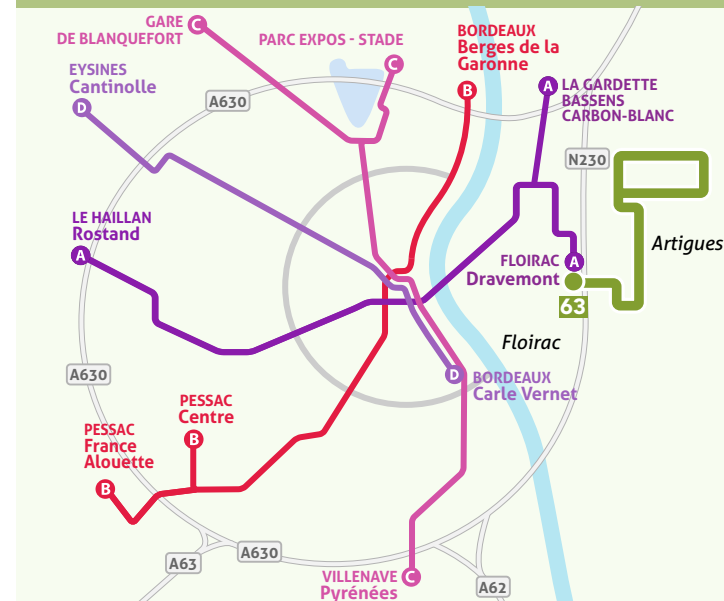 GARE
DE BLANQUEFORT
C
PARC EXPOS - STADE
C
BORDEAUX
Berges de la
Garonne
B
EYSINES
Cantinolle
D
A630
A
LA GARDETTE
BASSENS
CARBON-BLANC
N230
LE HAILLAN
Rostand
A
Artigues
FLOIRAC
Dravemont
A
63
Floirac
A630
D
BORDEAUX
Carle Vernet
PESSAC
Centre
B
PESSAC
France
Alouette
B
A63
A630
VILLENAVE
Pyrénées
C
A62